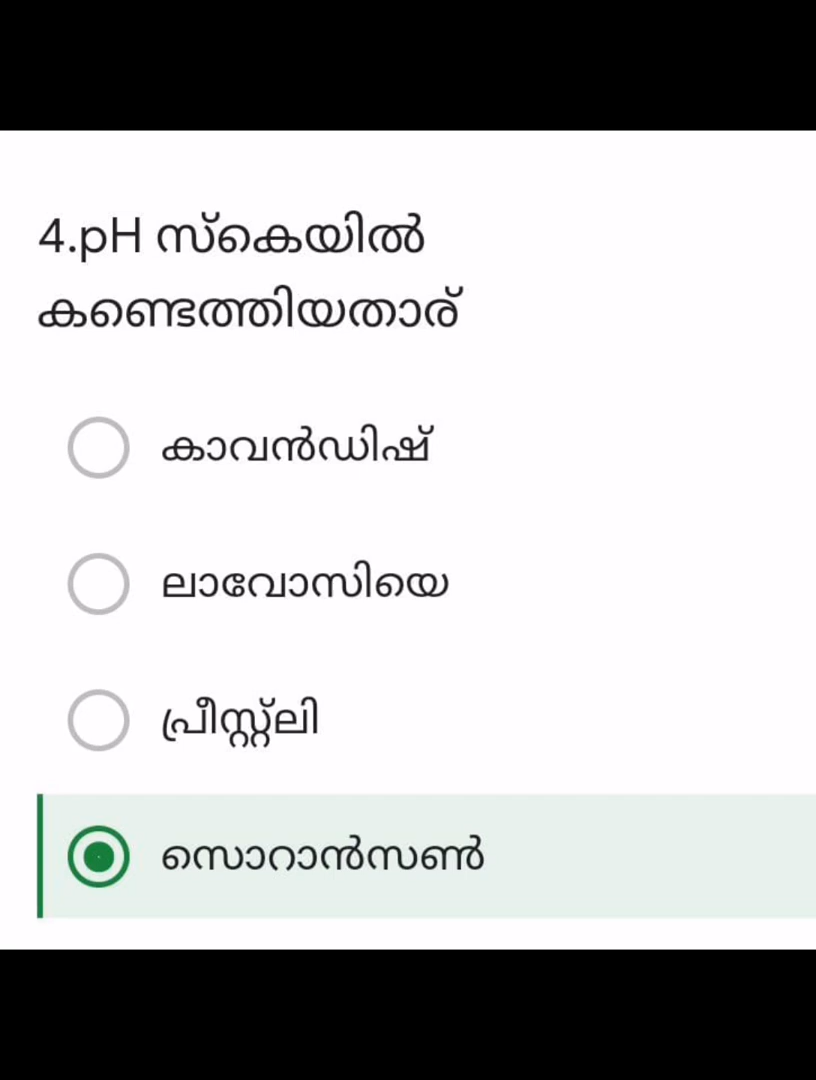 4.pH സ്കെയിൽ
കണ്ടെത്തിയതാര്
കാവൻഡിഷ്
ലാവോസിയെ
പ്രീസ്റ്റ്ലി
സൊറാൻസൺ